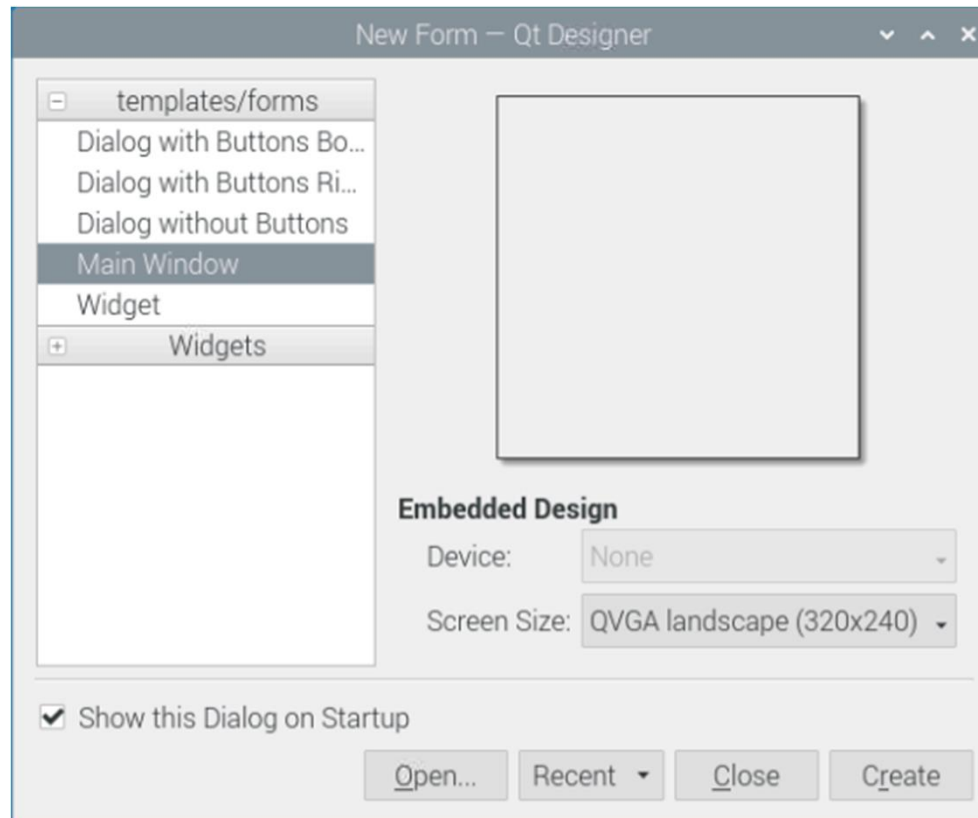 New Form — Qt Designer
templates/forms
Dialog with Buttons Bo...
Dialog with Buttons Ri...
Dialog without Buttons
Main Window
Widget
Widgets
Embedded Design
Device: None
Screen Size: QVGA landscape (320x240)
Show this Dialog on Startup
Open... Recent Close Create